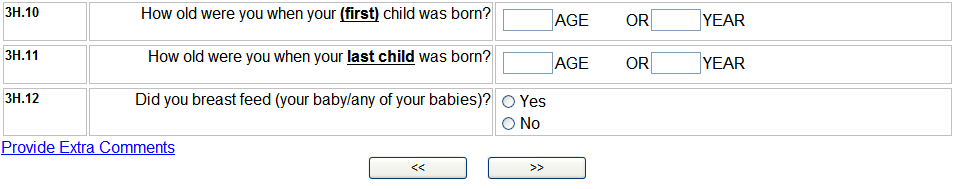 3H.10 How old were you when your (first) child was born? AGE OR YEAR
3H.11 How old were you when your last child was born? AGE OR YEAR
3H.12 Did you breast feed (your baby/any of your babies)? Yes
No
Provide Extra Comments
<< >>